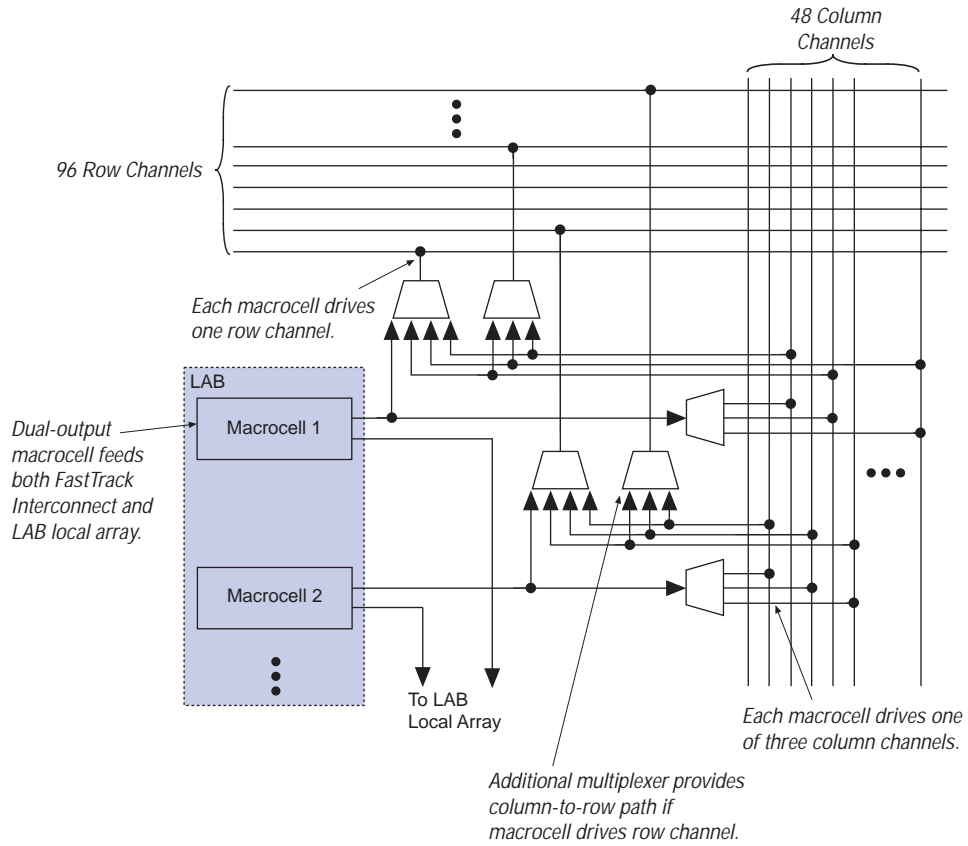 48 Column
Channels
96 Row Channels
Each macrocell drives
one row channel.
LAB
Macrocell 1
Dual-output
macrocell feeds
both FastTrack
Interconnect and
LAB local array.
Macrocell 2
To LAB
Local Array
Each macrocell drives one
of three column channels.
Additional multiplexer provides
column-to-row path if
macrocell drives row channel.